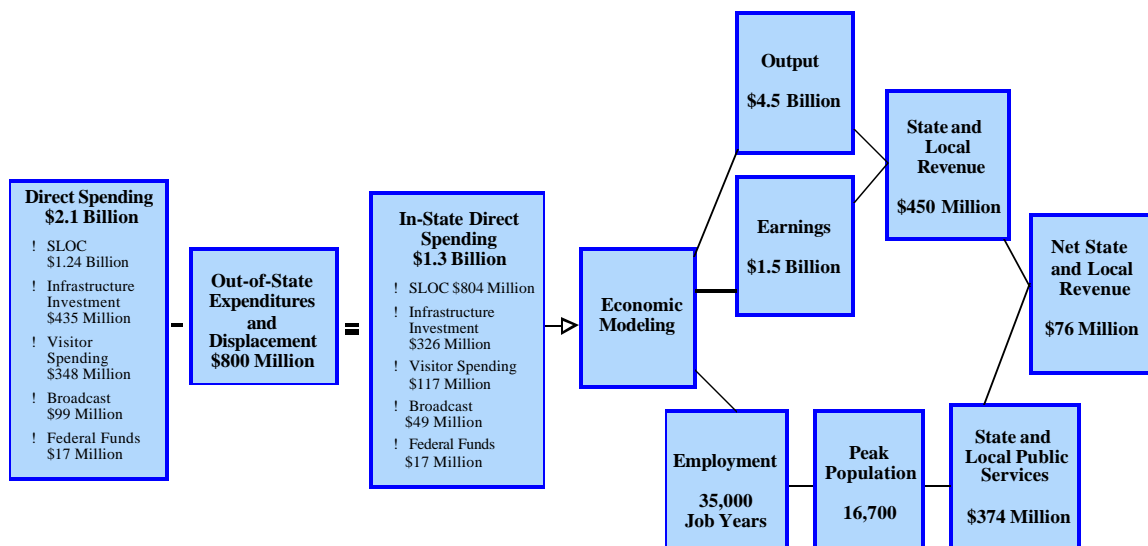 Direct Spending
$2.1 Billion
! SLOC
$1.24 Billion
! Infrastructure
Investment
$435 Million
! Visitor
Spending
$348 Million
! Broadcast
$99 Million
! Federal Funds
$17 Million
-
Out-of-State
Expenditures
and
Displacement
$800 Million
=
In-State Direct
Spending
$1.3 Billion
! SLOC $804 Million
! Infrastructure
Investment
$326 Million
! Visitor Spending
$117 Million
! Broadcast
$49 Million
! Federal Funds
$17 Million
Economic
Modeling
Output
$4.5 Billion
Earnings
$1.5 Billion
State and
Local
Revenue
$450 Million
Employment
35,000
Job Years
Peak
Population
16,700
State and
Local Public
Services
$374 Million
Net State
and Local
Revenue
$76 Million